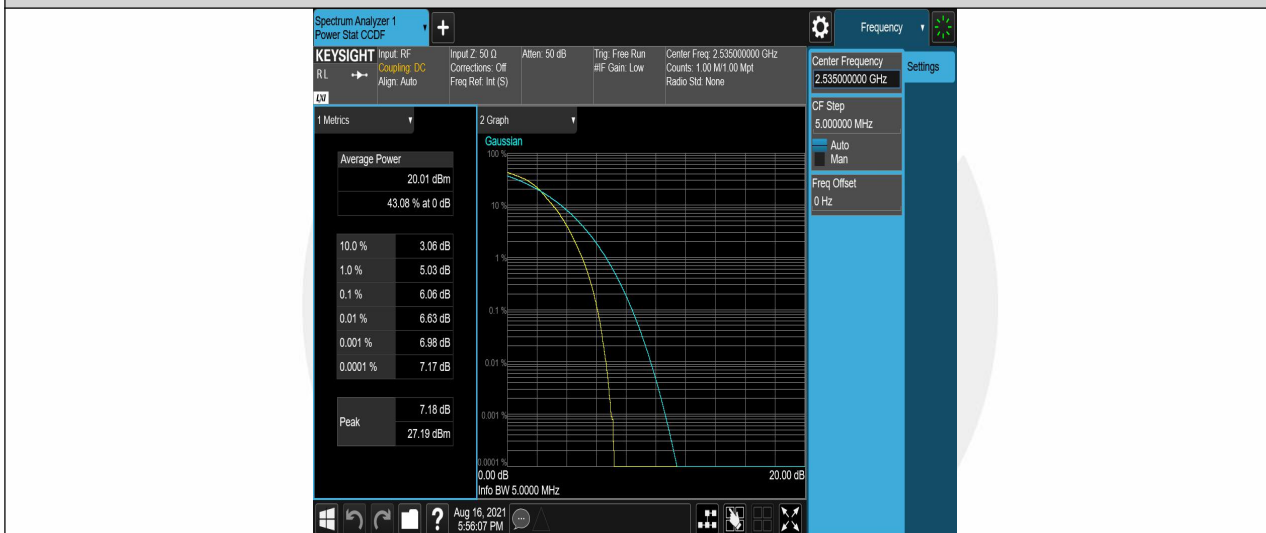 Spectrum Analyzer 1
Power Stat CCDF
+
Frequency
KEYSIGHT
RL
LXI
Input: RF
Coupling: DC
Align: Auto
Input Z: 50 Ω
Corrections: Off
Freq Ref: Int (S)
Atten: 50 dB
Trig: Free Run
#IF Gain: Low
Center Freq: 2.535000000 GHz
Counts: 1.00 M/1.00 Mpt
Radio Std: None
Center Frequency
2.535000000 GHz
Settings
CF Step
5.000000 MHz
Auto
Man
Freq Offset
0 Hz
1 Metrics
Average Power
20.01 dBm
43.08 % at 0 dB
10.0 % 3.06 dB
1.0 % 5.03 dB
0.1 % 6.06 dB
0.01 % 6.63 dB
0.001 % 6.98 dB
0.0001 % 7.17 dB
Peak
7.18 dB
27.19 dBm
2 Graph
Gaussian
100 %
10 %
1 %
0.1 %
0.01 %
0.001 %
0.0001 %
0.00 dB 20.00 dB
Info BW 5.0000 MHz
?
Aug 16, 2021
5:56:07 PM